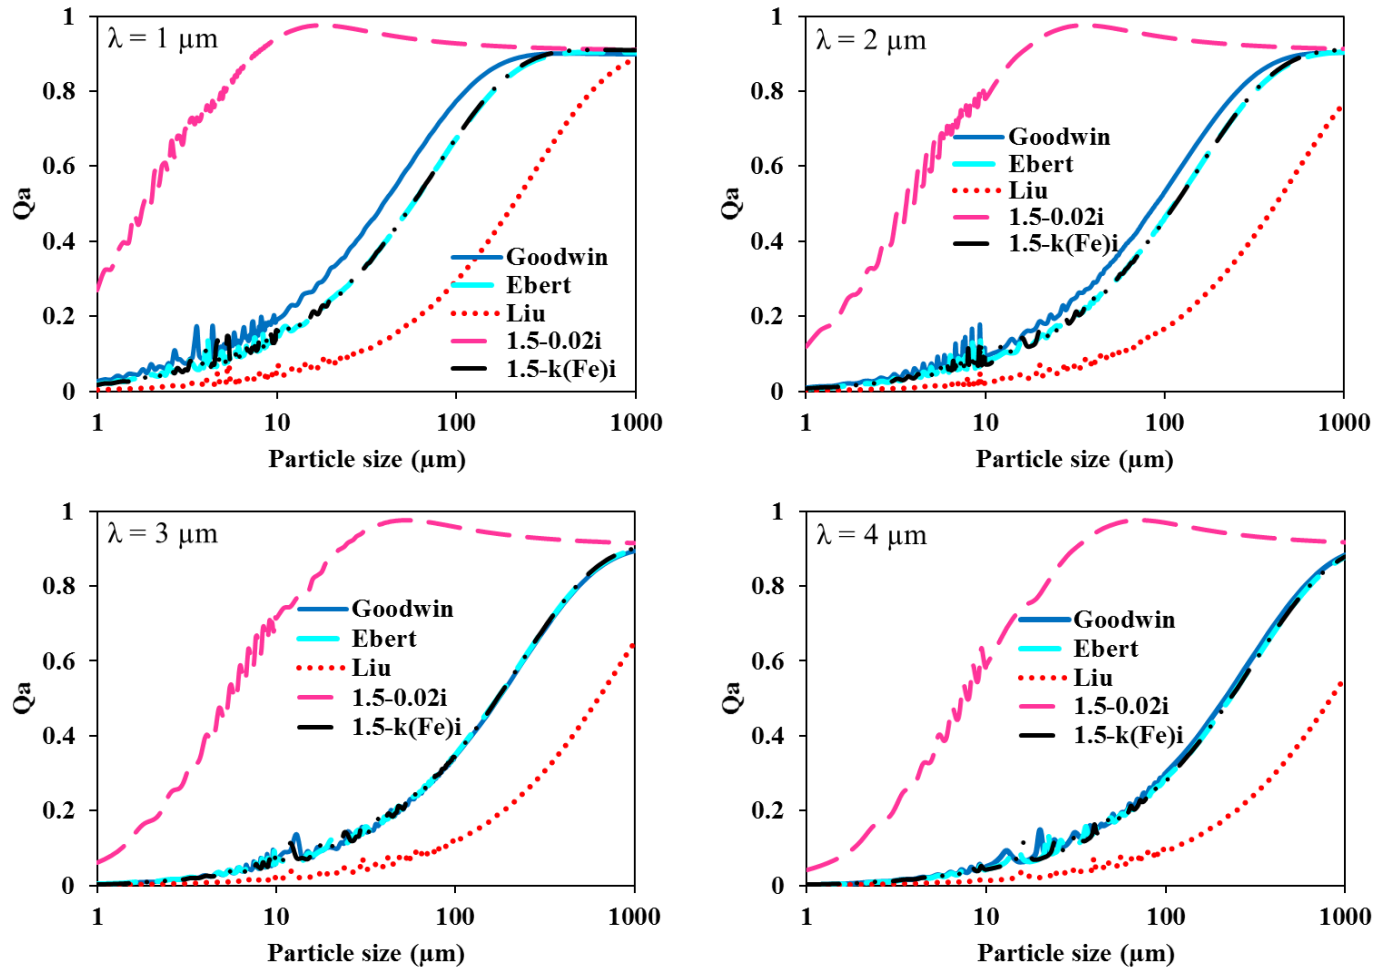 λ = 1 µm
1
0.8
0.6
0.4
0.2
0
Qa
Goodwin
Ebert
Liu
1.5-0.02i
1.5-k(Fe)i
1 10 100 1000
Particle size (µm)
λ = 2 µm
1
0.8
0.6
0.4
0.2
0
Qa
Goodwin
Ebert
Liu
1.5-0.02i
1.5-k(Fe)i
1 10 100 1000
Particle size (µm)
λ = 3 µm
1
0.8
0.6
0.4
0.2
0
Qa
Goodwin
Ebert
Liu
1.5-0.02i
1.5-k(Fe)i
1 10 100 1000
Particle size (µm)
λ = 4 µm
1
0.8
0.6
0.4
0.2
0
Qa
Goodwin
Ebert
Liu
1.5-0.02i
1.5-k(Fe)i
1 10 100 1000
Particle size (µm)